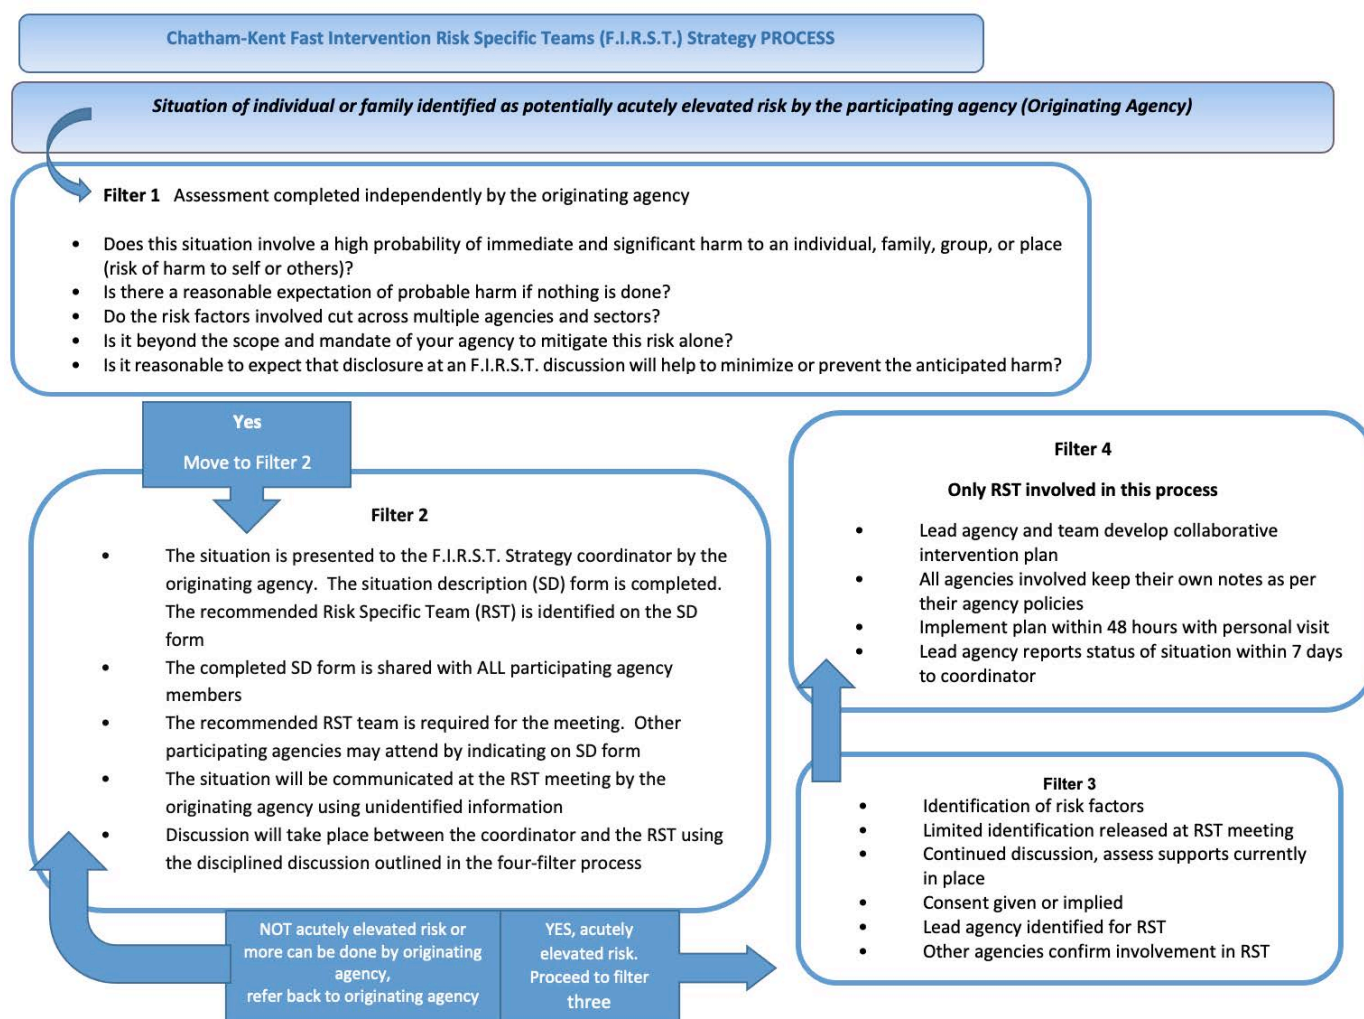 Chatham-Kent Fast Intervention Risk Specific Teams (F.I.R.S.T.) Strategy PROCESS
Situation of individual or family identified as potentially acutely elevated risk by the participating agency (Originating Agency)
Filter 1 Assessment completed independently by the originating agency
• Does this situation involve a high probability of immediate and significant harm to an individual, family, group, or place
(risk of harm to self or others)?
• Is there a reasonable expectation of probable harm if nothing is done?
• Do the risk factors involved cut across multiple agencies and sectors?
• Is it beyond the scope and mandate of your agency to mitigate this risk alone?
• Is it reasonable to expect that disclosure at an F.I.R.S.T. discussion will help to minimize or prevent the anticipated harm?
Yes
Move to Filter 2
Filter 2
• The situation is presented to the F.I.R.S.T. Strategy coordinator by the
originating agency. The situation description (SD) form is completed.
The recommended Risk Specific Team (RST) is identified on the SD
form
• The completed SD form is shared with ALL participating agency
members
• The recommended RST team is required for the meeting. Other
participating agencies may attend by indicating on SD form
• The situation will be communicated at the RST meeting by the
originating agency using unidentified information
• Discussion will take place between the coordinator and the RST using
the disciplined discussion outlined in the four-filter process
NOT acutely elevated risk or
more can be done by originating
agency,
refer back to originating agency
YES, acutely
elevated risk.
Proceed to filter
three
Filter 3
• Identification of risk factors
• Limited identification released at RST meeting
• Continued discussion, assess supports currently
in place
• Consent given or implied
• Lead agency identified for RST
• Other agencies confirm involvement in RST
Filter 4
Only RST involved in this process
• Lead agency and team develop collaborative
intervention plan
• All agencies involved keep their own notes as per
their agency policies
• Implement plan within 48 hours with personal visit
• Lead agency reports status of situation within 7 days
to coordinator